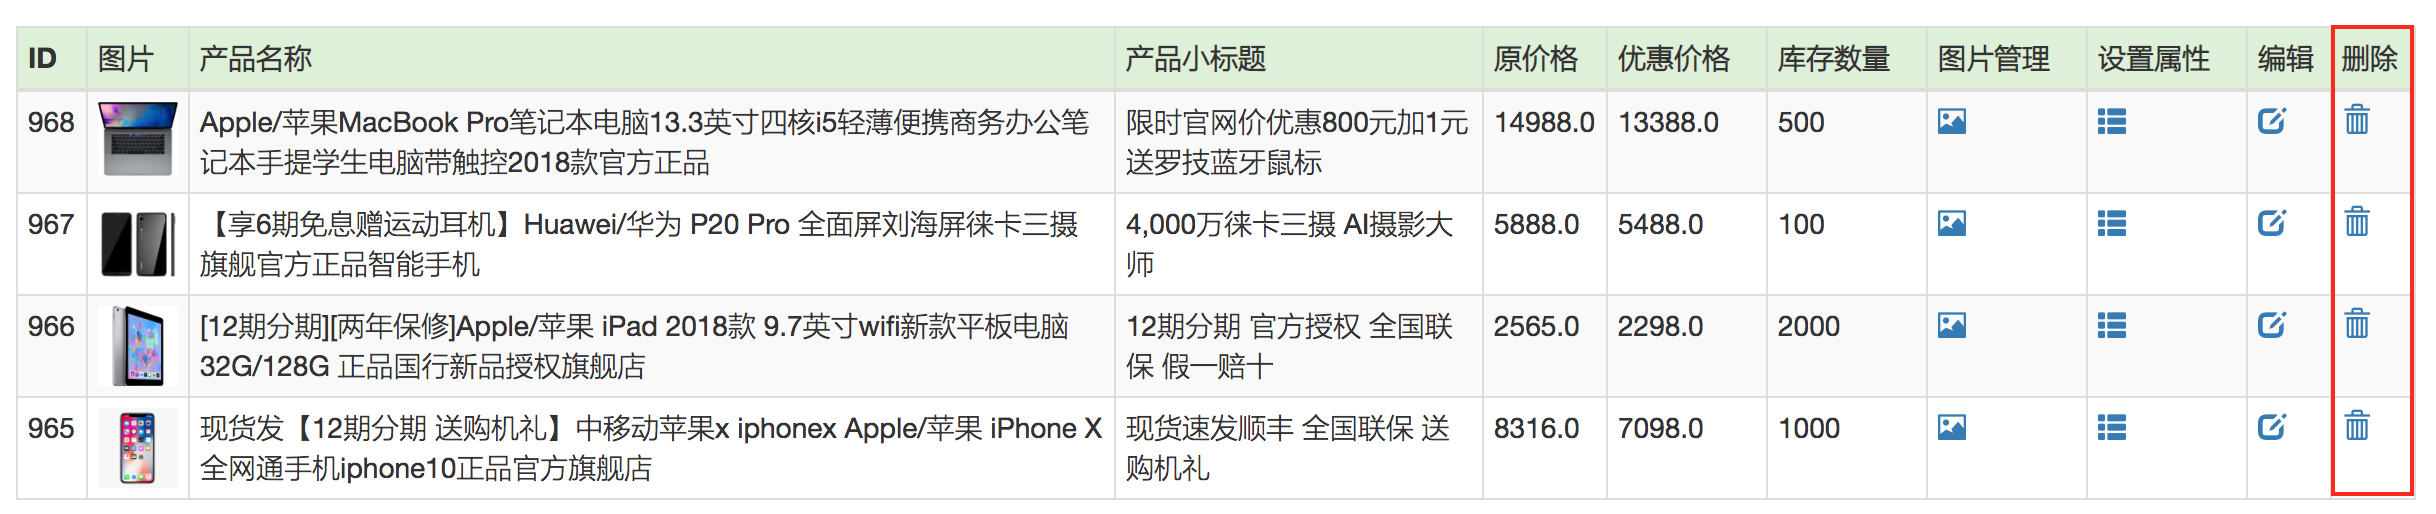 ID 图片 产品名称 产品小标题 原价格 优惠价格 库存数量 图片管理 设置属性 编辑 删除
968 Apple/苹果MacBook Pro笔记本电脑13.3英寸四核i5轻薄便携商务办公笔 限时官网价优惠800元加1元 14988.0 13388.0 500
记本手提学生电脑带触控2018款官方正品 送罗技蓝牙鼠标
967 【享6期免息赠运动耳机】Huawei/华为 P20 Pro 全面屏刘海屏徕卡三摄 4,000万徕卡三摄 AI摄影大 5888.0 5488.0 100
旗舰官方正品智能手机 师
966 [12期分期][两年保修]Apple/苹果 iPad 2018款 9.7英寸wifi新款平板电脑 12期分期 官方授权 全国联 2565.0 2298.0 2000
32G/128G 正品国行新品授权旗舰店 保 假一赔十
965 现货发【12期分期 送购机礼】中移动苹果x iphonex Apple/苹果 iPhone X 现货速发顺丰 全国联保 送 8316.0 7098.0 1000
全网通手机iphone10正品官方旗舰店 购机礼